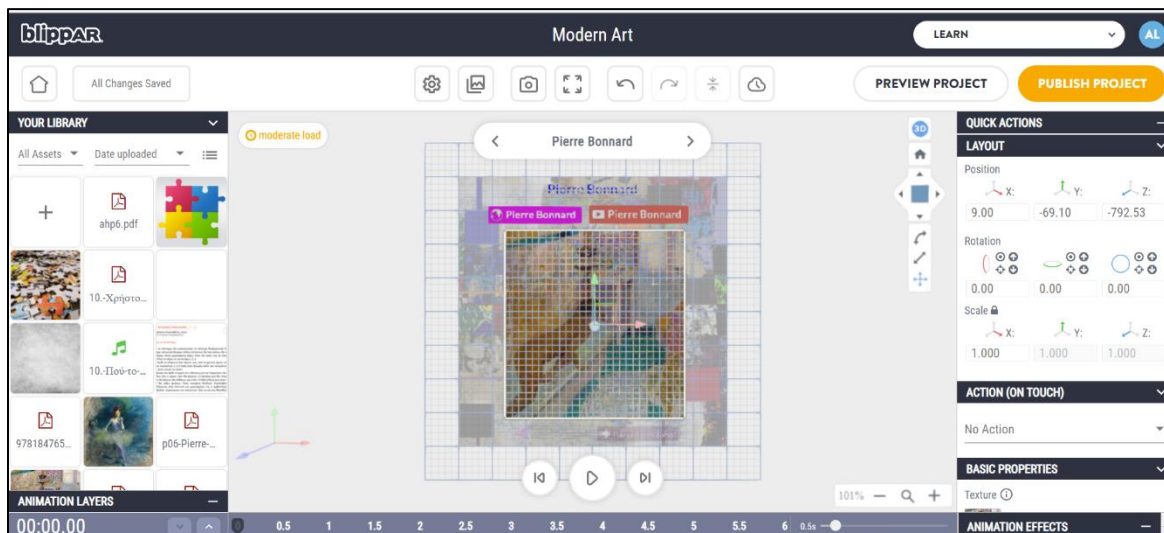 blippAR
Modern Art
LEARN
AL
All Changes Saved
PREVIEW PROJECT
PUBLISH PROJECT
YOUR LIBRARY
All Assets
Date uploaded
ahp6.pdf
10.-Χρήστο...
10.-Πού-το-...
978184765...
p06-Pierre-...
ANIMATION LAYERS
00:00.00
moderate load
Pierre Bonnard
3D
Pierre Bonnard
Pierre Bonnard
Pierre Bonnard
101%
0.5 1 1.5 2 2.5 3 3.5 4 4.5 5 5.5 6 0.5s
QUICK ACTIONS
LAYOUT
Position
X: Y: Z:
9.00 -69.10 -792.53
Rotation
0.00 0.00 0.00
Scale
X: Y: Z:
1.000 1.000 1.000
ACTION (ON TOUCH)
No Action
BASIC PROPERTIES
Texture
ANIMATION EFFECTS